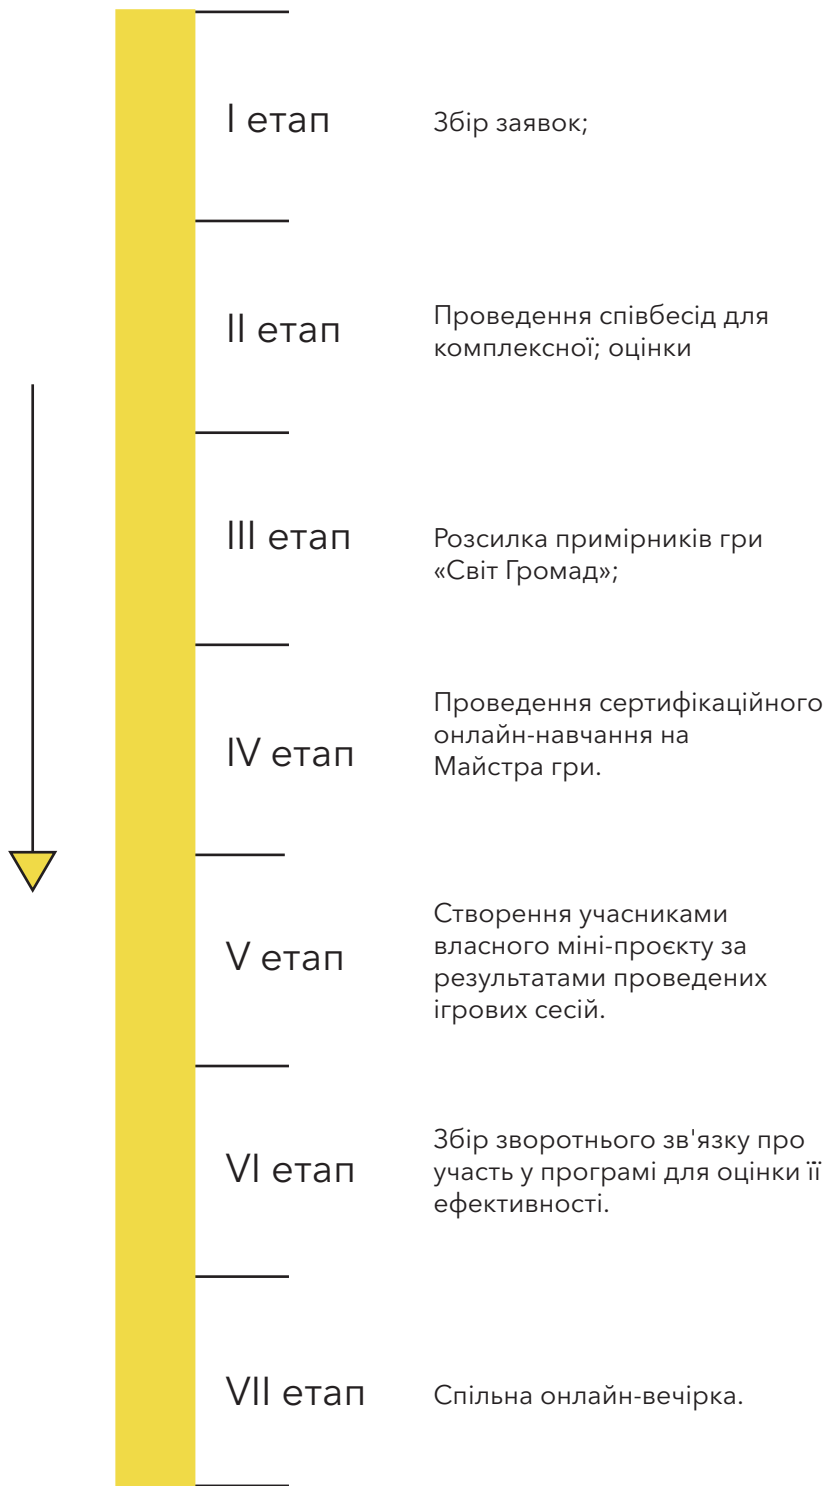 I етап
Збір заявок;
II етап
Проведення співбесід для
комплексної; оцінки
III етап
Розсилка примірників гри
«Світ Громад»;
IV етап
Проведення сертифікаційного
онлайн-навчання на
Майстра гри.
V етап
Створення учасниками
власного міні-проєкту за
результатами проведених
ігрових сесій.
VI етап
Збір зворотнього зв'язку про
участь у програмі для оцінки її
ефективності.
VII етап
Спільна онлайн-вечірка.